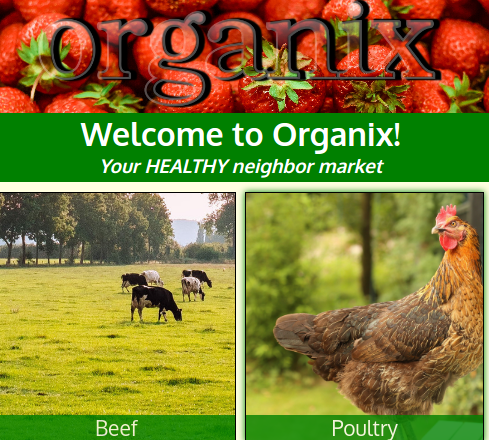 organix
Welcome to Organix!
Your HEALTHY neighbor market
Beef
Poultry